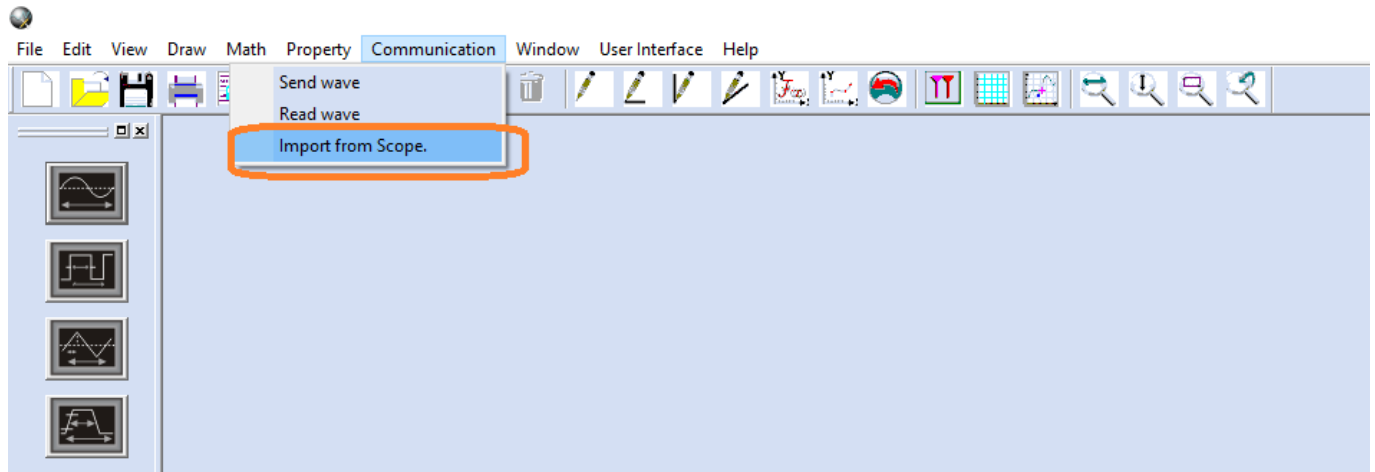 File Edit View Draw Math Property Communication Window User Interface Help
Send wave
Read wave
Import from Scope.